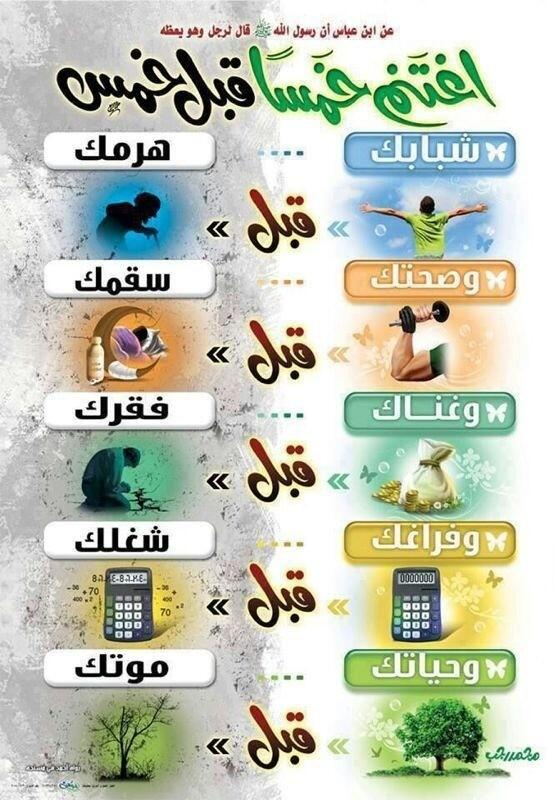 عن ابن عباس أن رسول الله ﷺ قال لرجل وهو يعظه
اغتنم خمسًا قبل خمس
شبابك .... هرمك
» قبل »
وصحتك .... سقمك
» قبل »
وغناك .... فقرك
» قبل »
وفراغك .... شغلك
0000000
» قبل »
وحياتك .... موتك
» قبل »